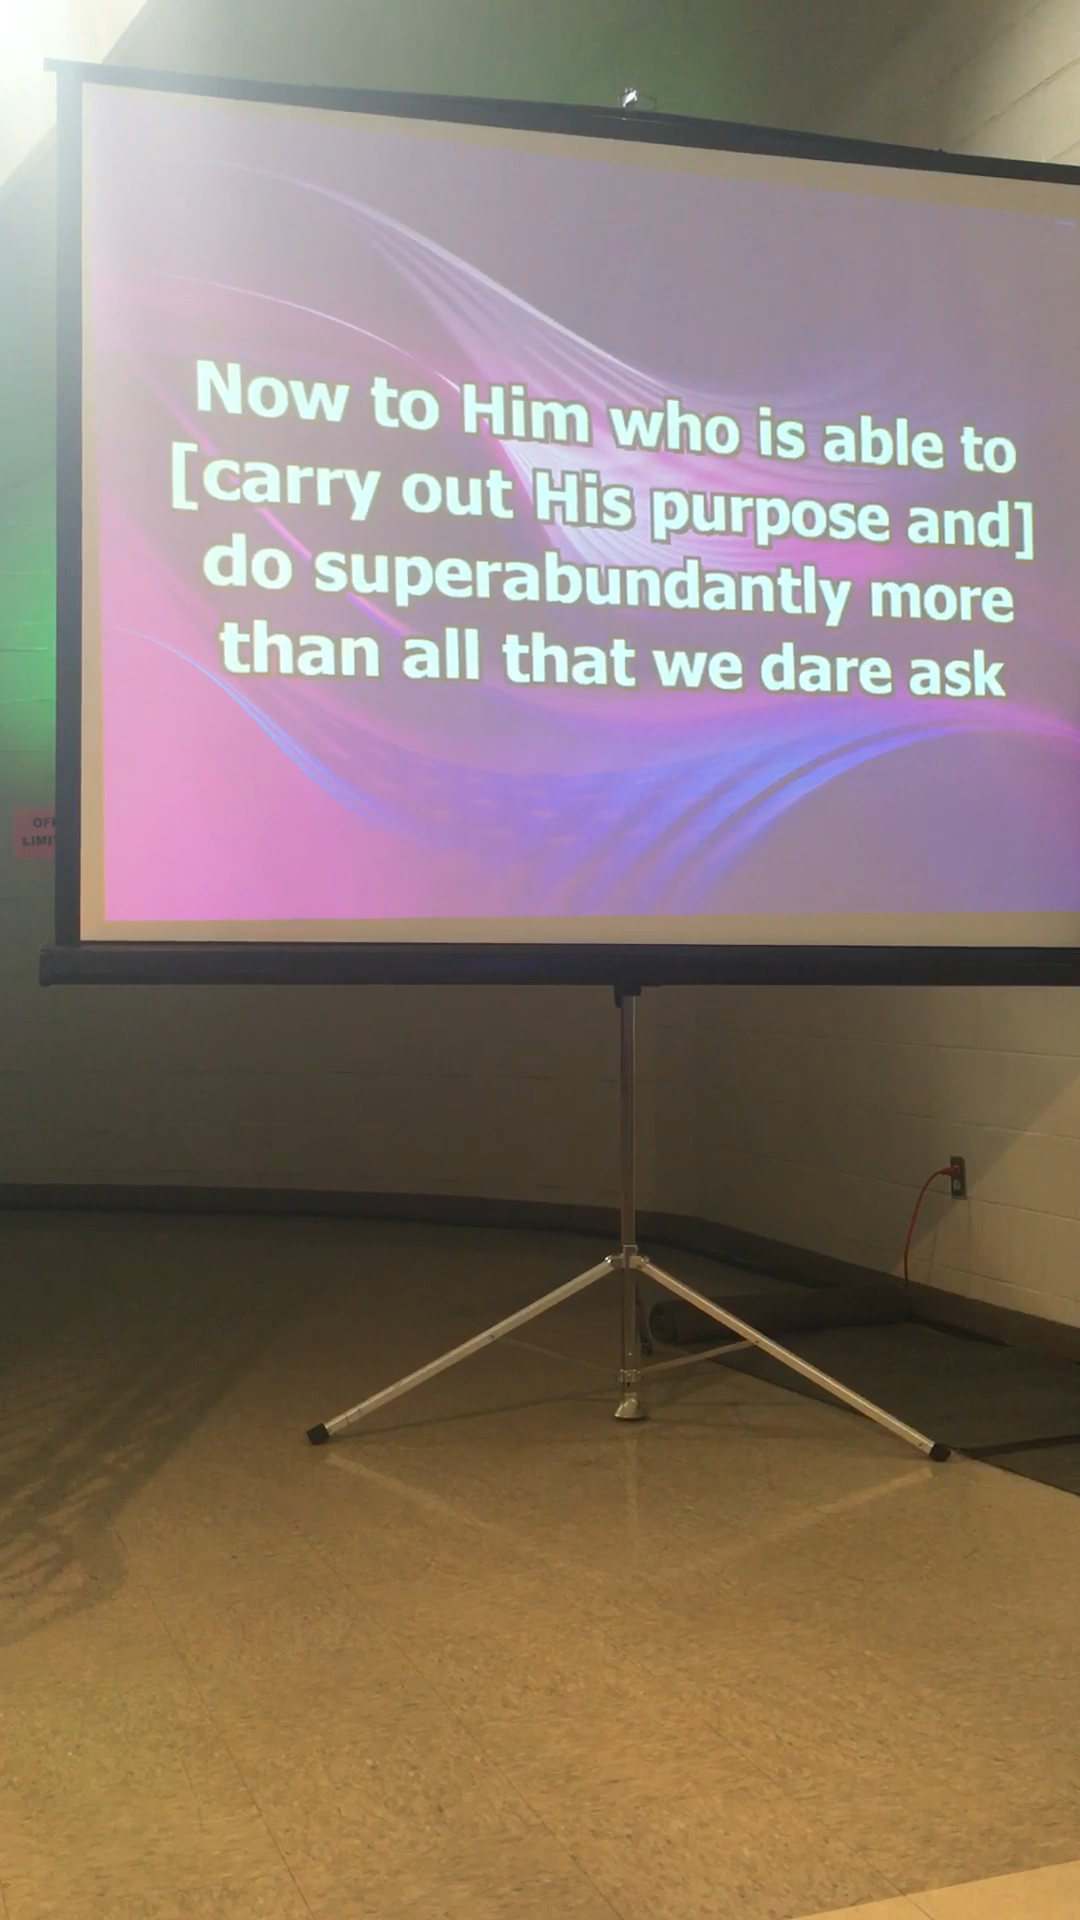 Now to Him who is able to
[carry out His purpose and]
do superabundantly more
than all that we dare ask